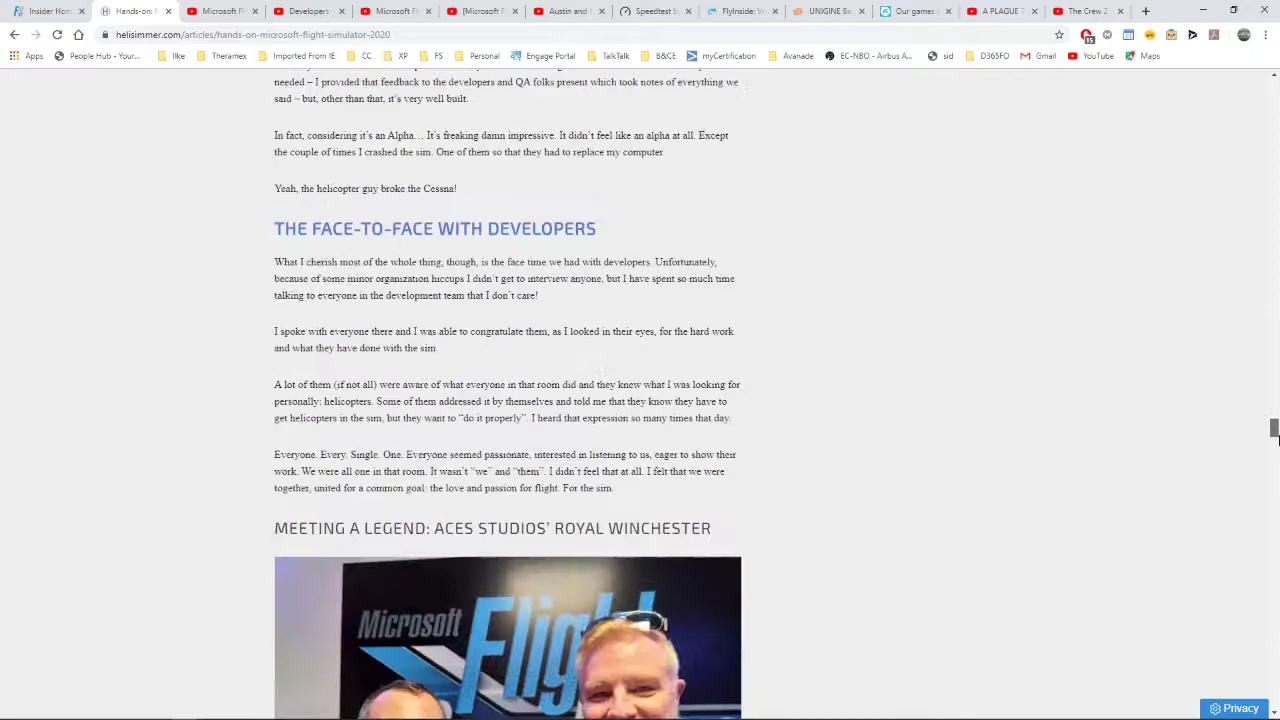 Insider Hom
Hands-on: M
Microsoft Fl
Developers
Microsoft Fl
[Microsoft F
Austin and
Speedtest b
FlyInside: V
UNIGINE Be
Our games
A PLAGUE T
The Crew 2
helisimmer.com/articles/hands-on-microsoft-flight-simulator-2020
15
Apps
People Hub - Your...
Ilke
Theramex
Imported From IE
CC
XP
FS
Personal
Engage Portal
TalkTalk
B&CE
myCertification
Avanade
EC-NBO - Airbus A...
sid
D365FO
Gmail
YouTube
Maps
needed – I provided that feedback to the developers and QA folks present which took notes of everything we
said – but, other than that, it’s very well built.
In fact, considering it’s an Alpha… It’s freaking damn impressive. It didn’t feel like an alpha at all. Except
the couple of times I crashed the sim. One of them so that they had to replace my computer
Yeah, the helicopter guy broke the Cessna!
THE FACE-TO-FACE WITH DEVELOPERS
What I cherish most of the whole thing, though, is the face time we had with developers. Unfortunately,
because of some minor organization hiccups I didn’t get to interview anyone, but I have spent so much time
talking to everyone in the development team that I don’t care!
I spoke with everyone there and I was able to congratulate them, as I looked in their eyes, for the hard work
and what they have done with the sim.
A lot of them (if not all) were aware of what everyone in that room did and they knew what I was looking for
personally: helicopters. Some of them addressed it by themselves and told me that they know they have to
get helicopters in the sim, but they want to “do it properly”. I heard that expression so many times that day.
Everyone. Every. Single. One. Everyone seemed passionate, interested in listening to us, eager to show their
work. We were all one in that room. It wasn’t “we” and “them”. I didn’t feel that at all. I felt that we were
together, united for a common goal: the love and passion for flight. For the sim.
MEETING A LEGEND: ACES STUDIOS’ ROYAL WINCHESTER
Microsoft
Flight
Privacy